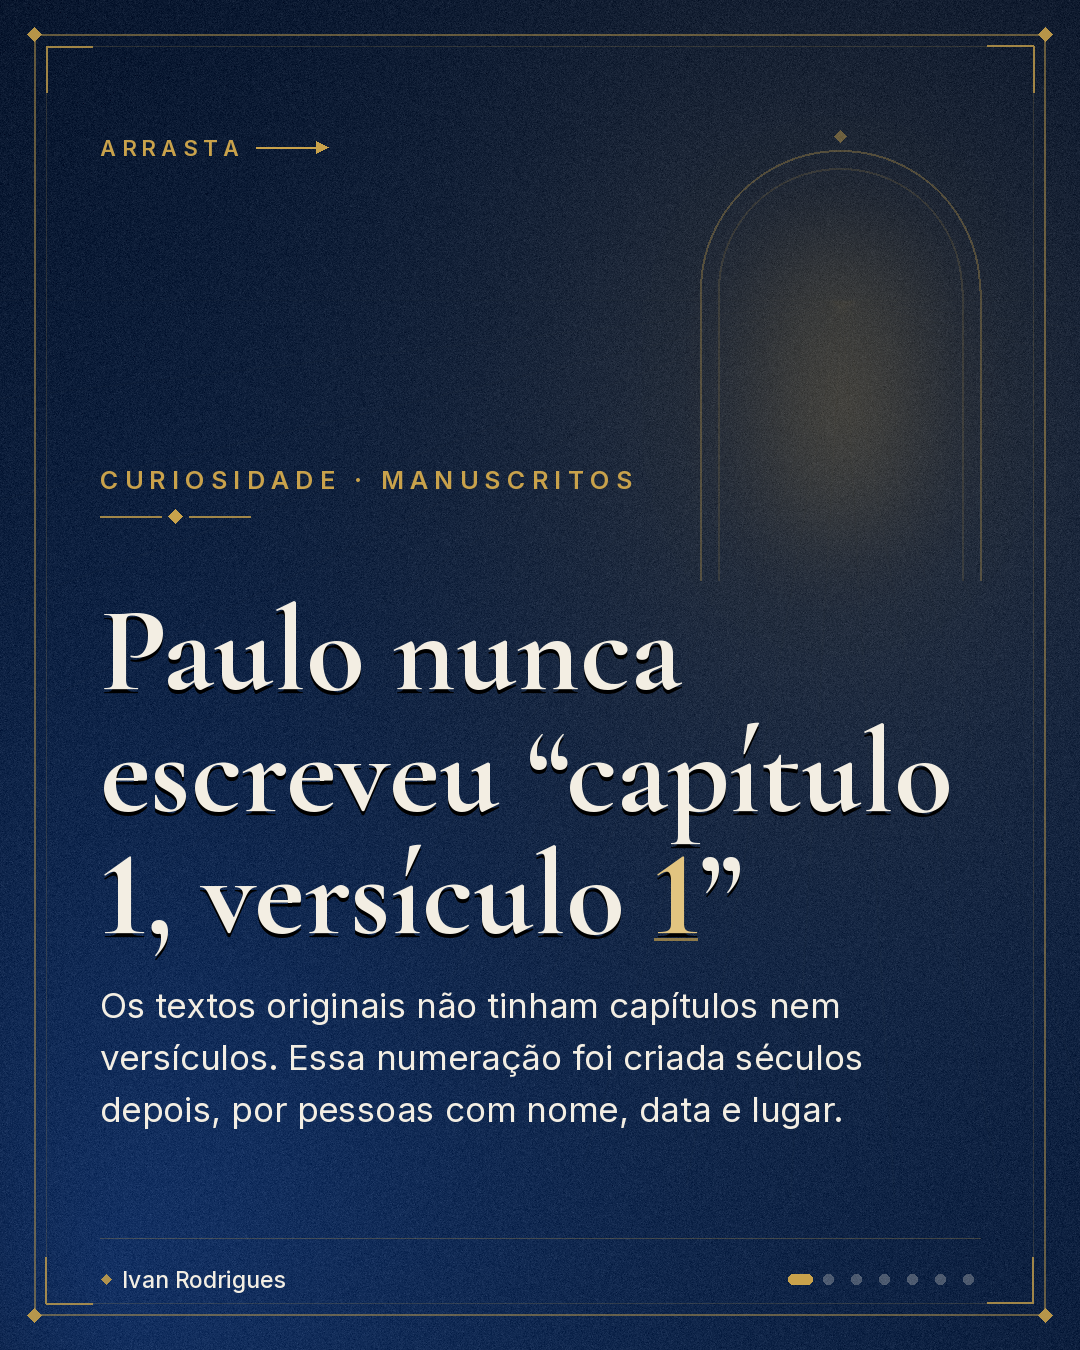 ARRASTA
CURIOSIDADE · MANUSCRITOS
Paulo nunca
escreveu “capítulo
1, versículo 1”
Os textos originais não tinham capítulos nem
versículos. Essa numeração foi criada séculos
depois, por pessoas com nome, data e lugar.
Ivan Rodrigues